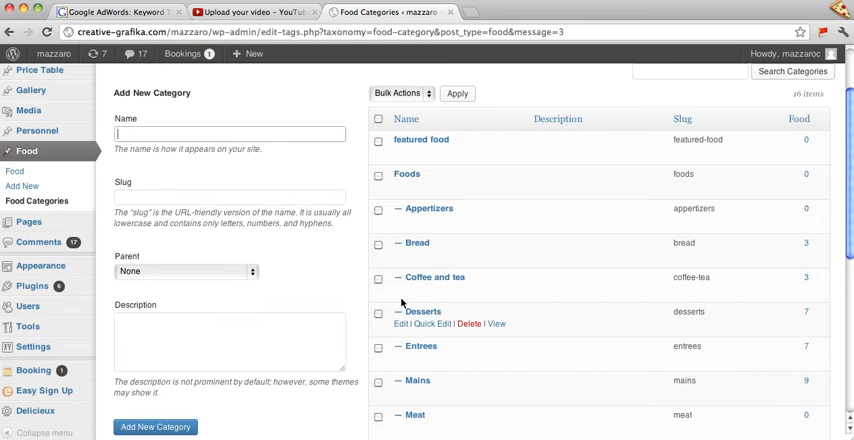 Google AdWords: Keyword T
Upload your video - YouTub
Food Categories ‹ mazzaro —
creative-grafika.com/mazzaro/wp-admin/edit-tags.php?taxonomy=food-category&post_type=food&message=3
mazzaro 7 17 Bookings 1 + New Howdy, mazzaroc
Price Table
Gallery
Media
Personnel
Food
Food
Add New
Food Categories
Pages
Comments 17
Appearance
Plugins 6
Users
Tools
Settings
Booking 1
Easy Sign Up
Delicieux
Collapse menu
Add New Category
Name
The name is how it appears on your site.
Slug
The “slug” is the URL-friendly version of the name. It is usually all
lowercase and contains only letters, numbers, and hyphens.
Parent
None
Description
The description is not prominent by default; however, some themes
may show it.
Add New Category
Search Categories
Bulk Actions Apply 16 items
Name Description Slug Food
featured food featured-food 0
Foods foods 0
— Appertizers appertizers 0
— Bread bread 3
— Coffee and tea coffee-tea 3
— Desserts desserts 7
Edit | Quick Edit | Delete | View
— Entrees entrees 7
— Mains mains 9
— Meat meat 0